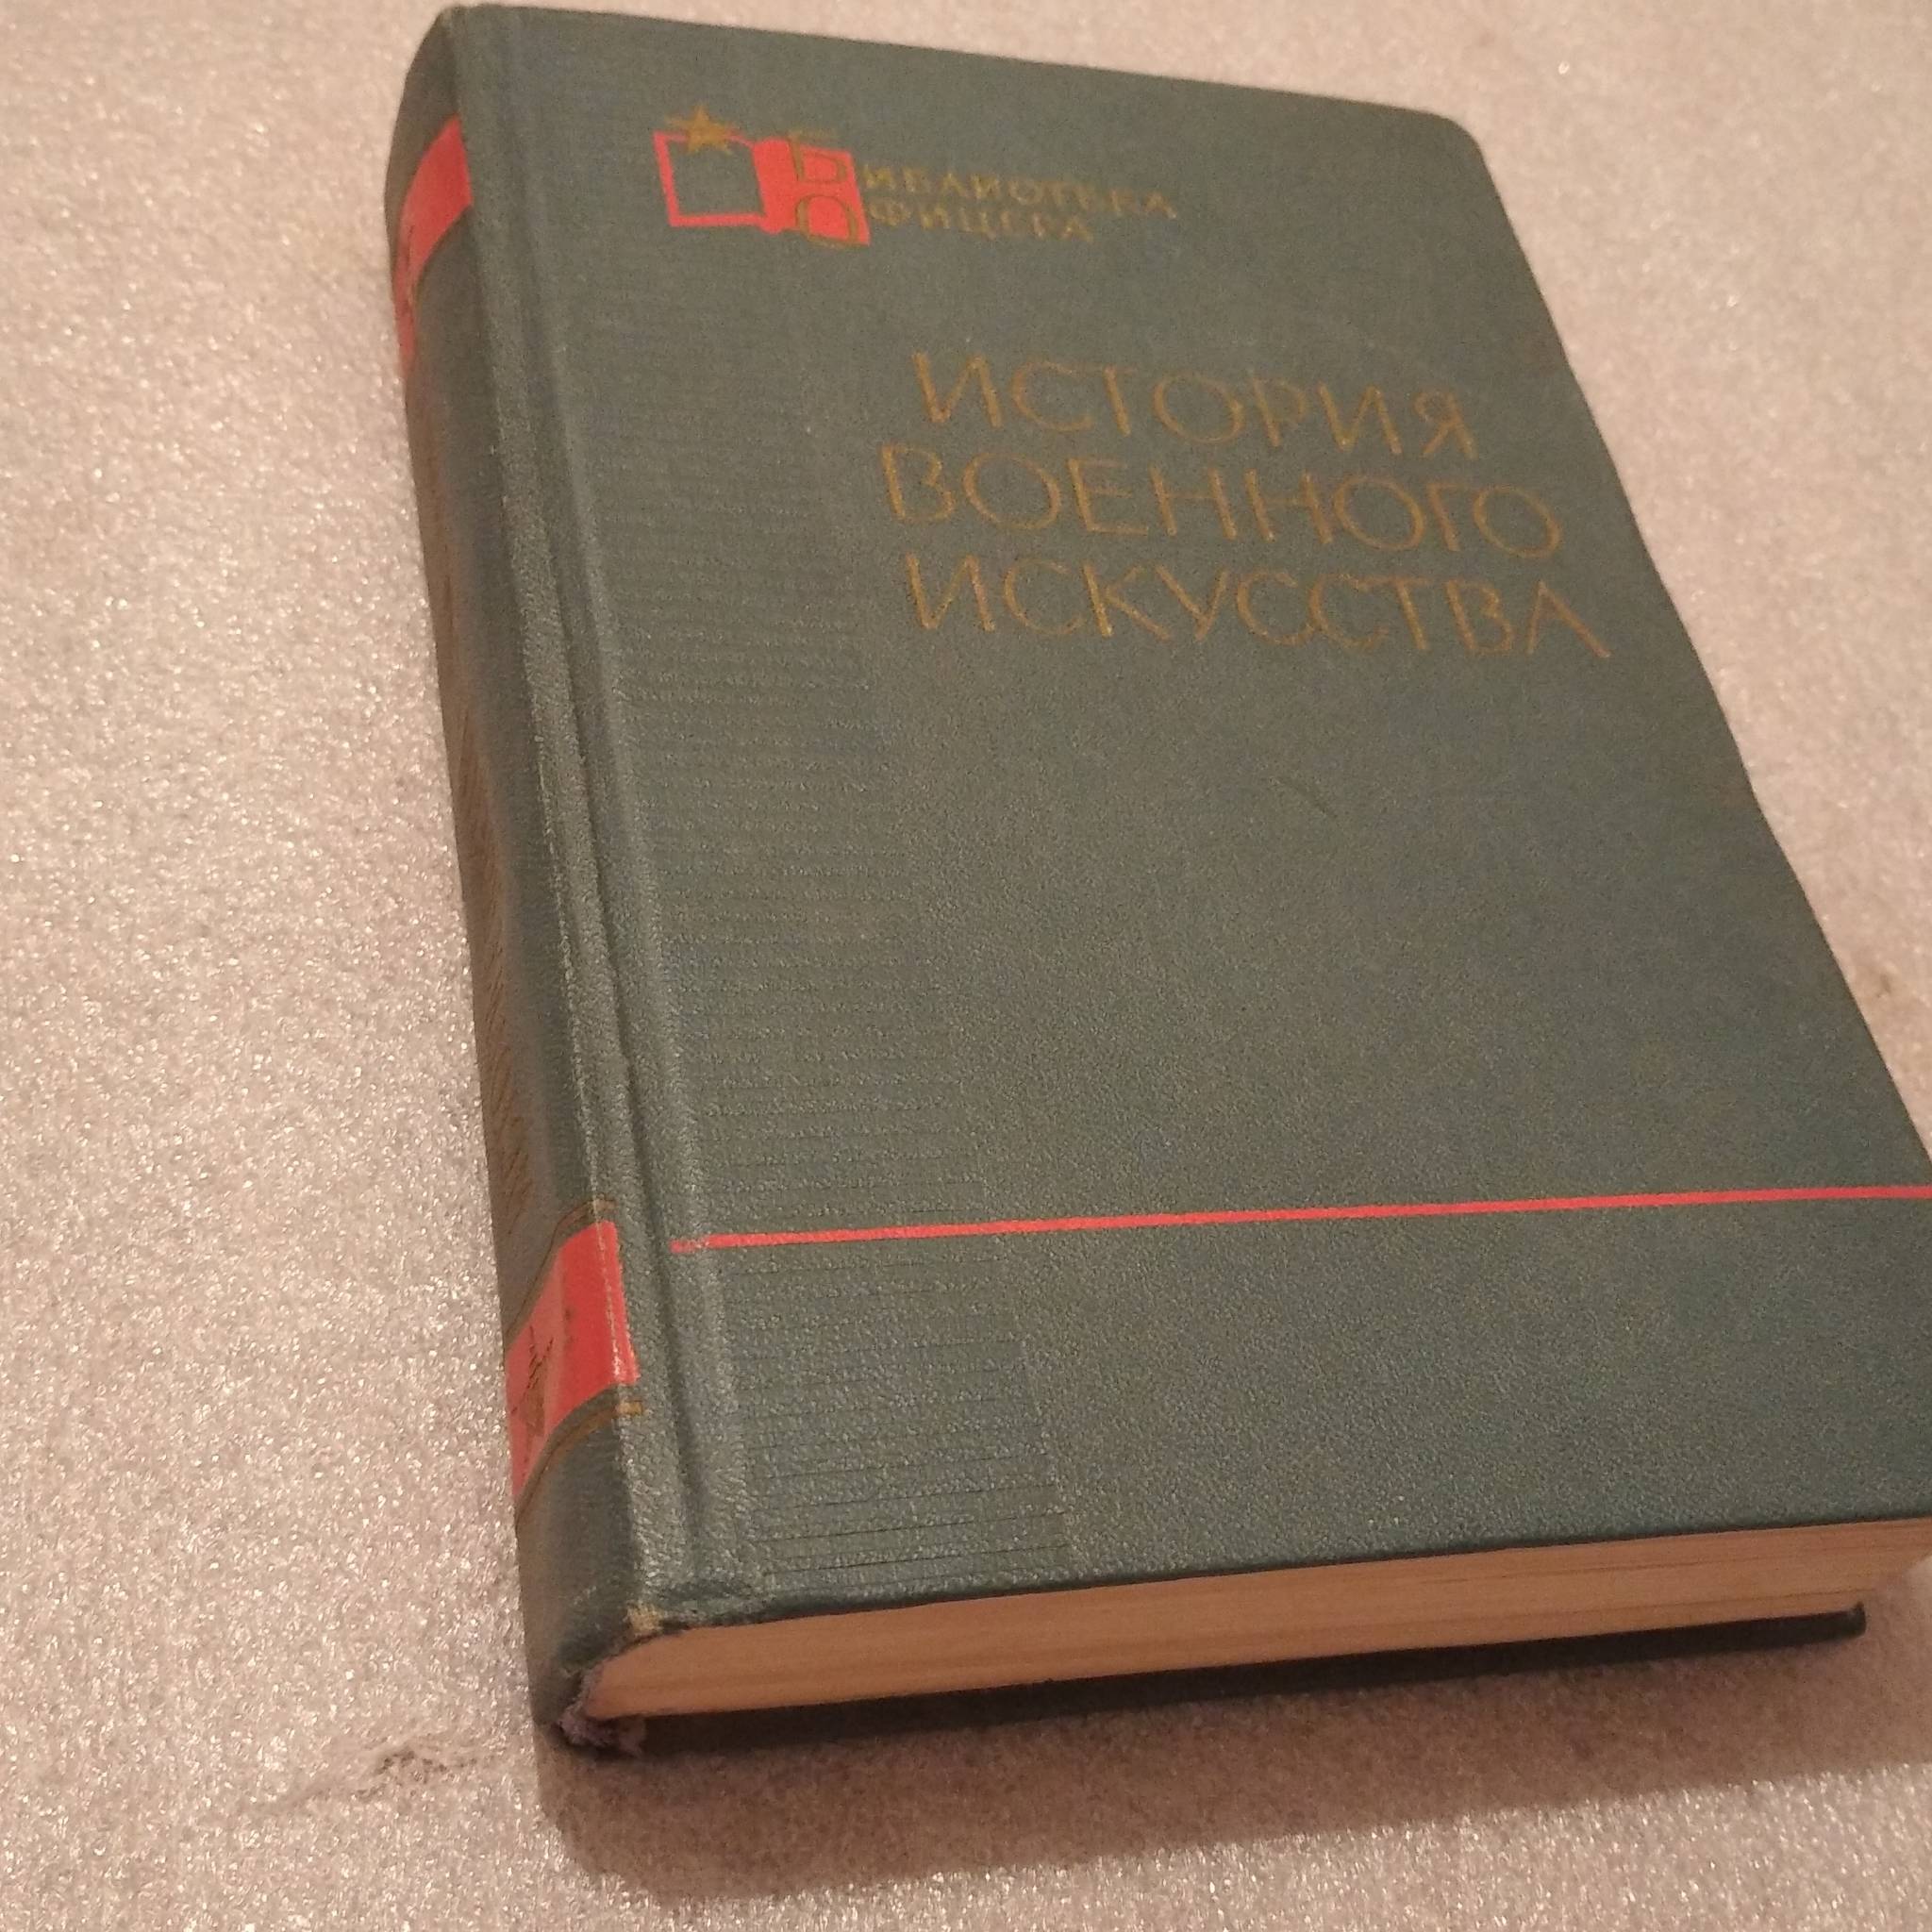 БИБЛИОТЕКА
ОФИЦЕРА
ИСТОРИЯ
ВОЕННОГО
ИСКУССТВА